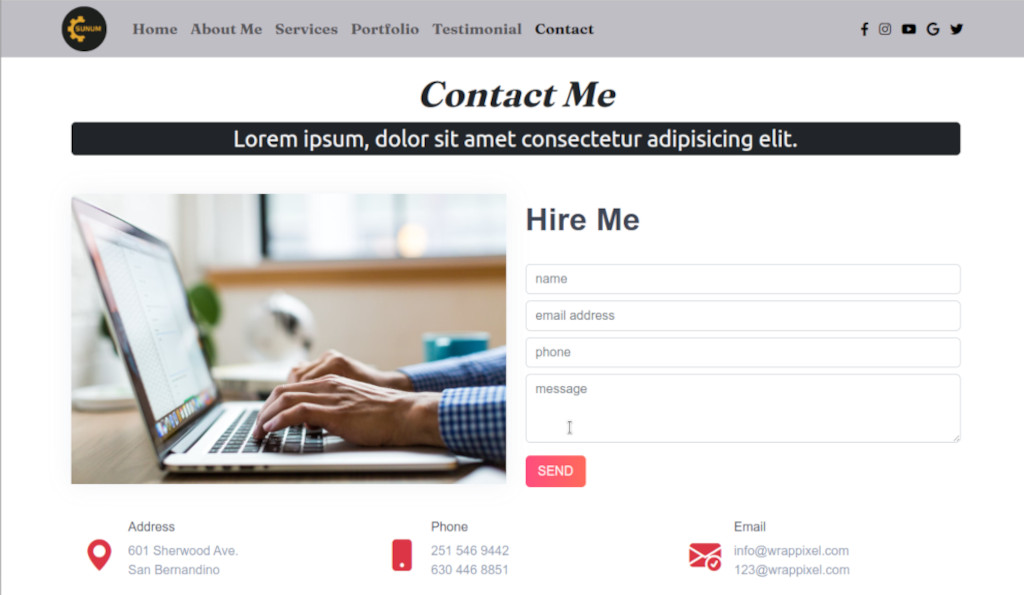 SUNUM
Home About Me Services Portfolio Testimonial Contact
Contact Me
Lorem ipsum, dolor sit amet consectetur adipisicing elit.
Hire Me
name
email address
phone
message
SEND
Address
601 Sherwood Ave.
San Bernandino
Phone
251 546 9442
630 446 8851
Email
info@wrappixel.com
123@wrappixel.com